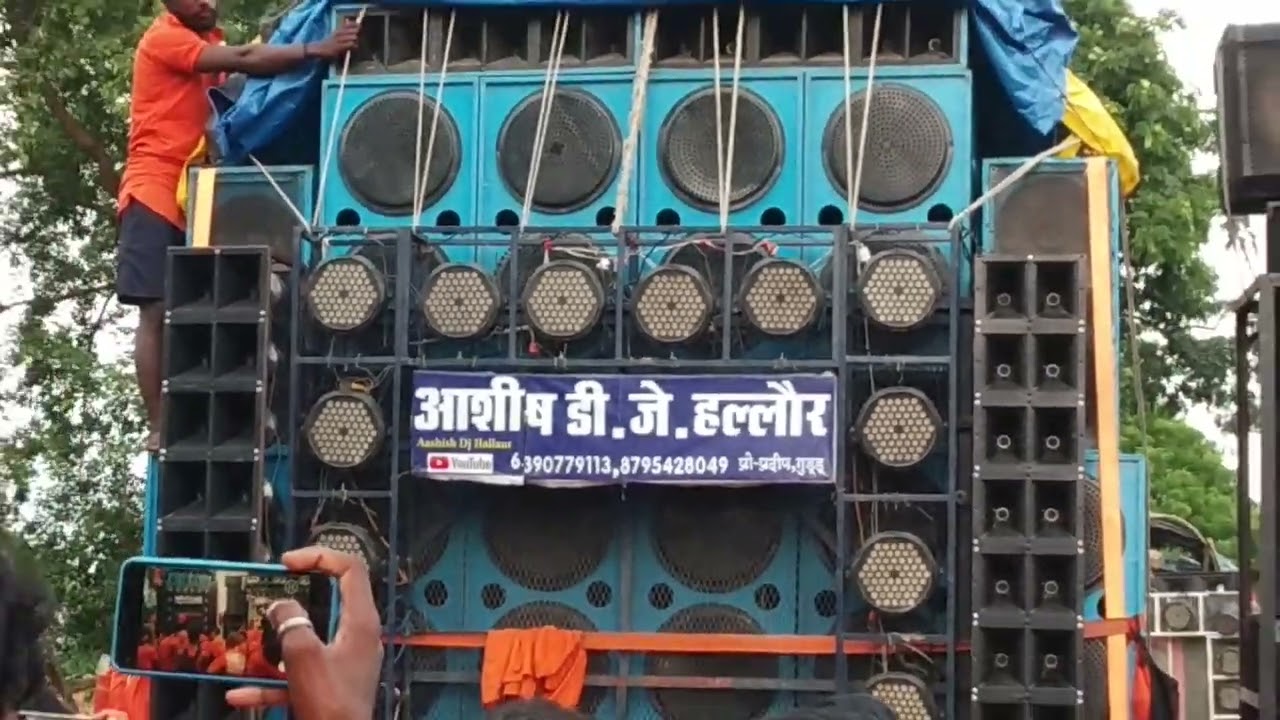 आशीष डी.जे.हल्लौर
Aashish Dj Hallaur
YouTube 6390779113,8795428049 प्रो-प्रदीप,गुड्डू